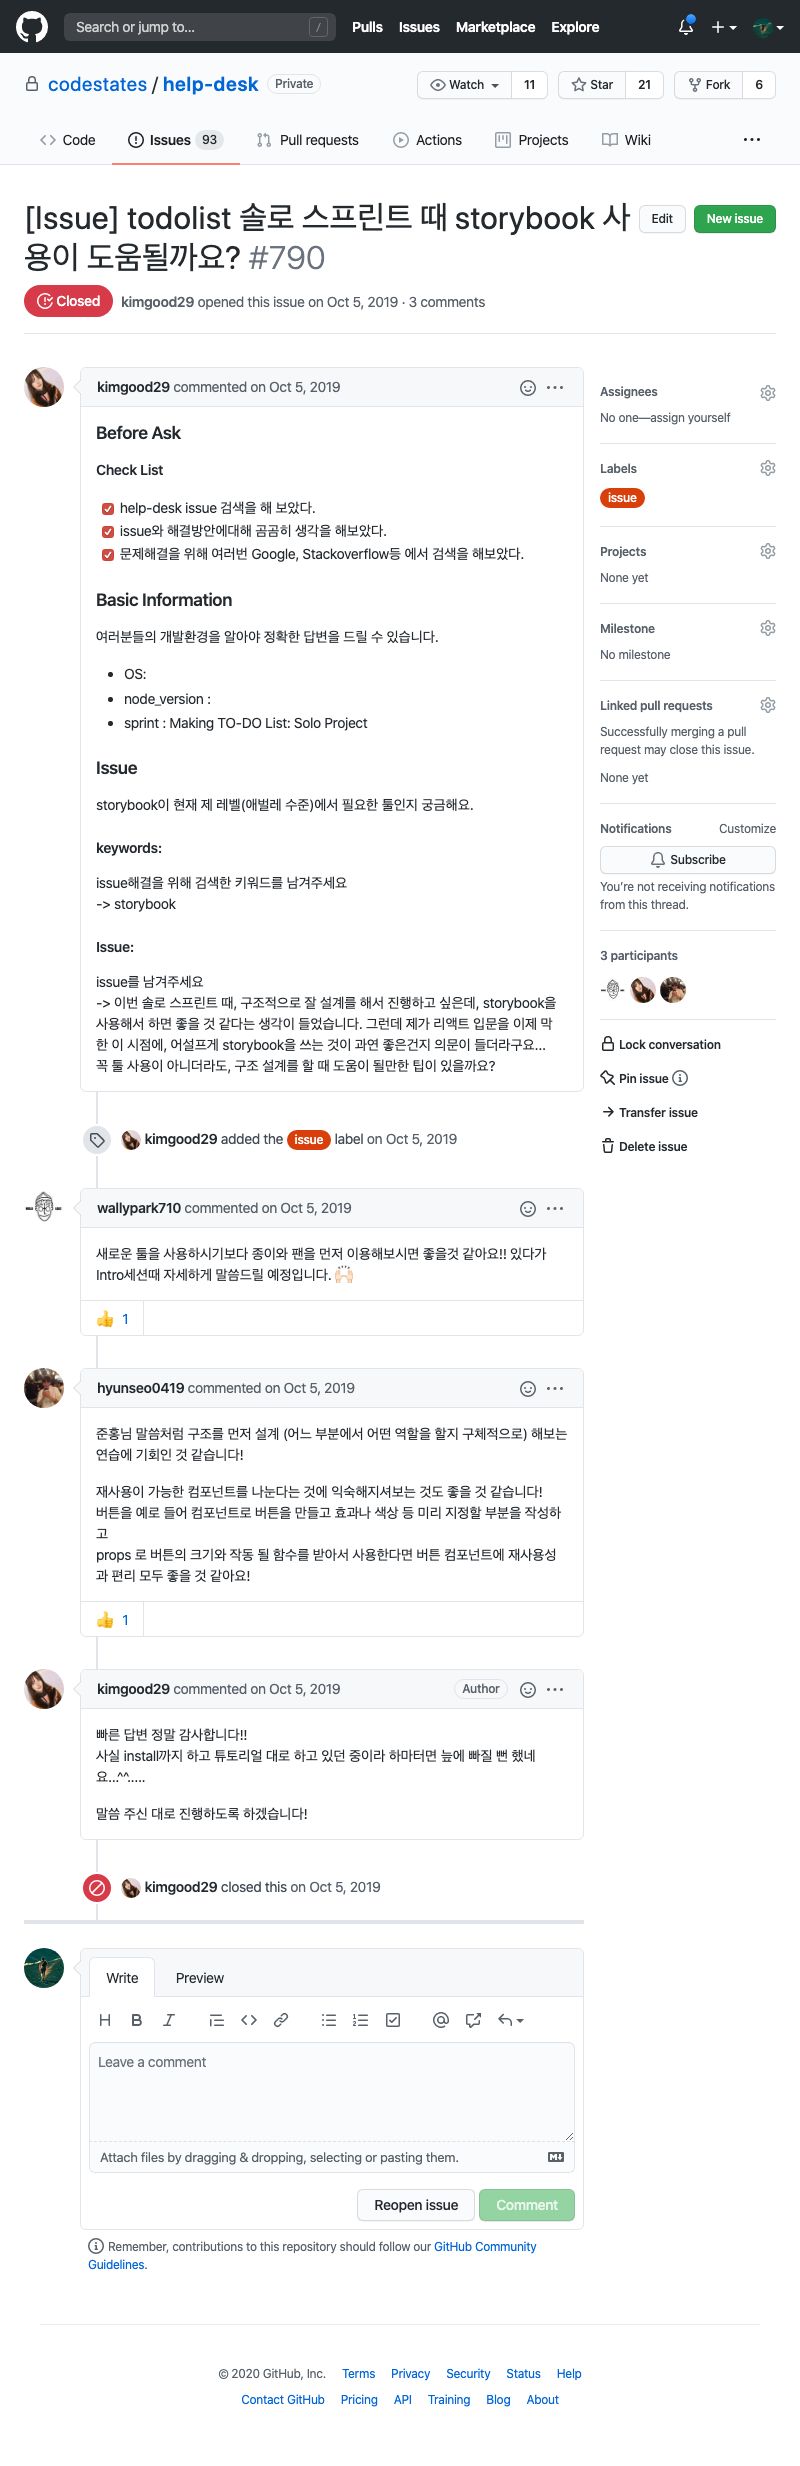 Search or jump to... /
Pulls Issues Marketplace Explore
codestates / help-desk Private
Watch 11 Star 21 Fork 6
Code Issues 93 Pull requests Actions Projects Wiki ...
[Issue] todolist 솔로 스프린트 때 storybook 사
용이 도움될까요? #790
Edit New issue
Closed kimgood29 opened this issue on Oct 5, 2019 · 3 comments
kimgood29 commented on Oct 5, 2019
Before Ask
Check List
help-desk issue 검색을 해 보았다.
issue와 해결방안에대해 곰곰히 생각을 해보았다.
문제해결을 위해 여러번 Google, Stackoverflow등 에서 검색을 해보았다.
Basic Information
여러분들의 개발환경을 알아야 정확한 답변을 드릴 수 있습니다.
• OS:
• node_version :
• sprint : Making TO-DO List: Solo Project
Issue
storybook이 현재 제 레벨(애벌레 수준)에서 필요한 툴인지 궁금해요.
keywords:
issue해결을 위해 검색한 키워드를 남겨주세요
-> storybook
Issue:
issue를 남겨주세요
-> 이번 솔로 스프린트 때, 구조적으로 잘 설계를 해서 진행하고 싶은데, storybook을
사용해서 하면 좋을 것 같다는 생각이 들었습니다. 그런데 제가 리액트 입문을 이제 막
한 이 시점에, 어설프게 storybook을 쓰는 것이 과연 좋은건지 의문이 들더라구요...
꼭 툴 사용이 아니더라도, 구조 설계를 할 때 도움이 될만한 팁이 있을까요?
kimgood29 added the issue label on Oct 5, 2019
wallypark710 commented on Oct 5, 2019
새로운 툴을 사용하시기보다 종이와 팬을 먼저 이용해보시면 좋을것 같아요!! 있다가
Intro세션때 자세하게 말씀드릴 예정입니다. 🙌🏻
👍 1
hyunseo0419 commented on Oct 5, 2019
준홍님 말씀처럼 구조를 먼저 설계 (어느 부분에서 어떤 역할을 할지 구체적으로) 해보는
연습에 기회인 것 같습니다!
재사용이 가능한 컴포넌트를 나눈다는 것에 익숙해지셔보는 것도 좋을 것 같습니다!
버튼을 예로 들어 컴포넌트로 버튼을 만들고 효과나 색상 등 미리 지정할 부분을 작성하
고
props 로 버튼의 크기와 작동 될 함수를 받아서 사용한다면 버튼 컴포넌트에 재사용성
과 편리 모두 좋을 것 같아요!
👍 1
kimgood29 commented on Oct 5, 2019 Author
빠른 답변 정말 감사합니다!!
사실 install까지 하고 튜토리얼 대로 하고 있던 중이라 하마터면 늪에 빠질 뻔 했네
요...^^.....
말씀 주신 대로 진행하도록 하겠습니다!
kimgood29 closed this on Oct 5, 2019
Write Preview
Leave a comment
Attach files by dragging & dropping, selecting or pasting them.
Reopen issue Comment
Remember, contributions to this repository should follow our GitHub Community
Guidelines.
Assignees
No one—assign yourself
Labels
issue
Projects
None yet
Milestone
No milestone
Linked pull requests
Successfully merging a pull
request may close this issue.
None yet
Notifications Customize
Subscribe
You're not receiving notifications
from this thread.
3 participants
Lock conversation
Pin issue
Transfer issue
Delete issue
© 2020 GitHub, Inc. Terms Privacy Security Status Help
Contact GitHub Pricing API Training Blog About